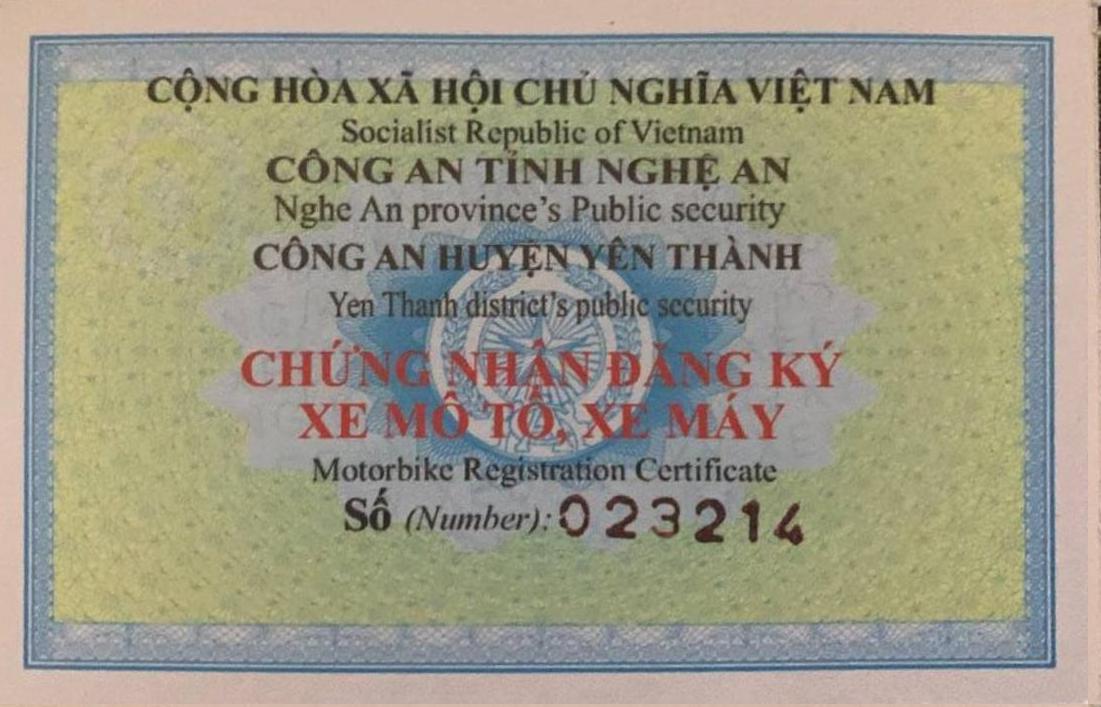 CỘNG HÒA XÃ HỘI CHỦ NGHĨA VIỆT NAM
Socialist Republic of Vietnam
CÔNG AN TỈNH NGHỆ AN
Nghe An province's Public security
CÔNG AN HUYỆN YÊN THÀNH
Yen Thanh district's public security
CHỨNG NHẬN ĐĂNG KÝ
XE MÔ TÔ, XE MÁY
Motorbike Registration Certificate
Số (Number): 023214